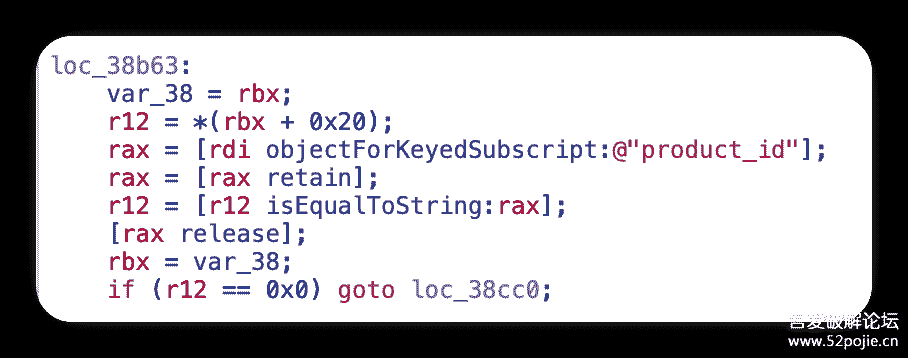 loc_38b63:
var_38 = rbx;
r12 = *(rbx + 0x20);
rax = [rdi objectForKeyedSubscript:@"product_id"];
rax = [rax retain];
r12 = [r12 isEqualToString:rax];
[rax release];
rbx = var_38;
if (r12 == 0x0) goto loc_38cc0;
吾爱破解论坛
www.52pojie.cn